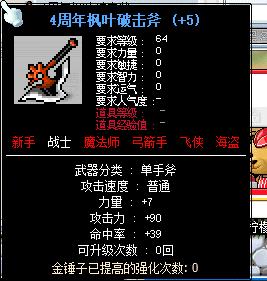 4周年枫叶破击斧 (+5)
要求等级: 64
要求力量: 0
要求敏捷: 0
要求智力: 0
要求运气: 0
要求人气度: -
道具等级: -
道具经验值: -
新手 战士 魔法师 弓箭手 飞侠 海盗
武器分类 : 单手斧
攻击速度 : 普通
力量 : +7
攻击力 : +90
命中率 : +39
可升级次数 : 0回
金锤子已提高的强化次数: 0